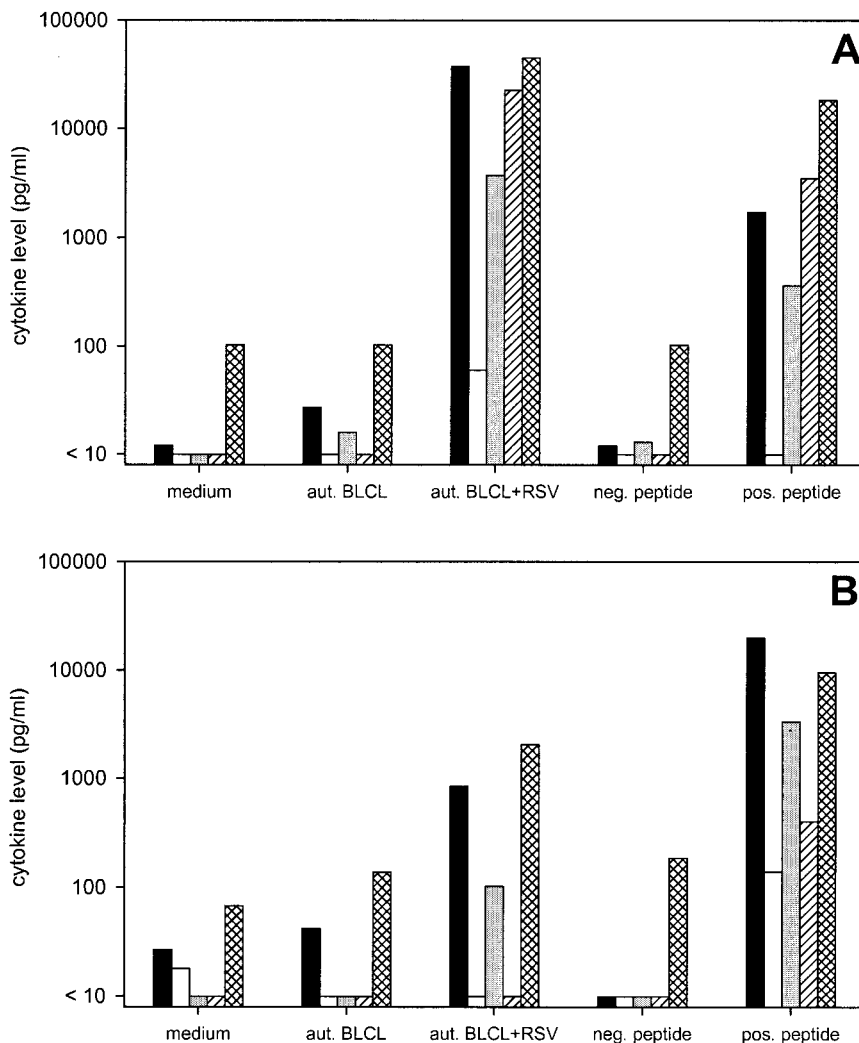 A
cytokine level (pg/ml)
100000
10000
1000
100
< 10
medium aut. BLCL aut. BLCL+RSV neg. peptide pos. peptide
B
cytokine level (pg/ml)
100000
10000
1000
100
< 10
medium aut. BLCL aut. BLCL+RSV neg. peptide pos. peptide